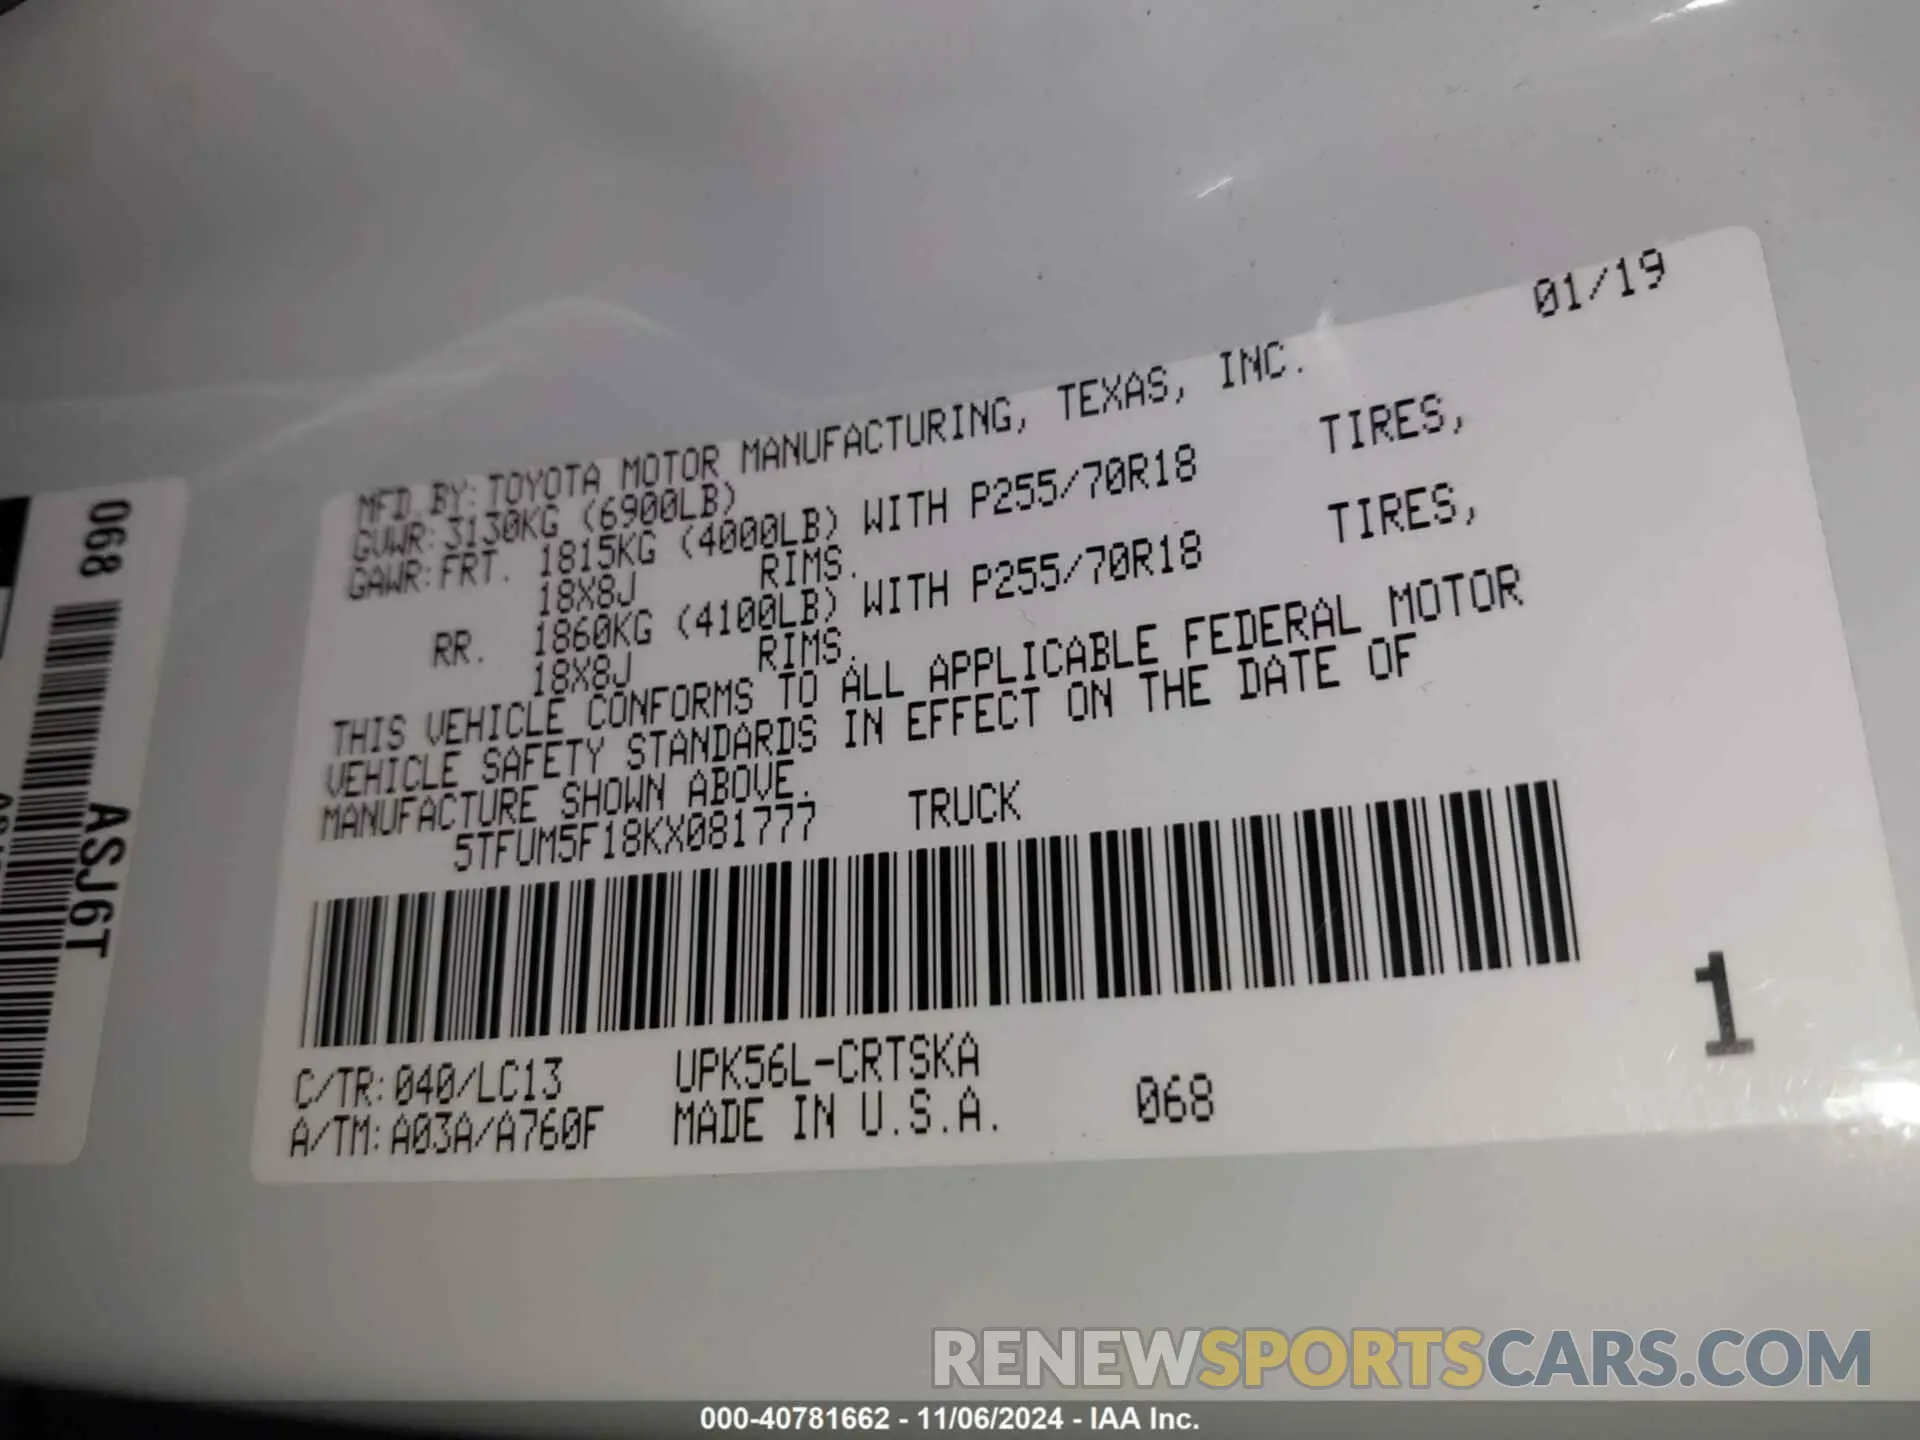 01/19
MFD.BY:TOYOTA MOTOR MANUFACTURING, TEXAS, INC.
GVWR:3130KG (6900LB)
GAWR:FRT. 1815KG (4000LB) WITH P255/70R18 TIRES,
18X8J RIMS.
RR. 1860KG (4100LB) WITH P255/70R18 TIRES,
18X8J RIMS.
THIS VEHICLE CONFORMS TO ALL APPLICABLE FEDERAL MOTOR
VEHICLE SAFETY STANDARDS IN EFFECT ON THE DATE OF
MANUFACTURE SHOWN ABOVE.
5TFUM5F18KX081777 TRUCK
C/TR:040/LC13 UPK56L-CRTSKA
A/TM:A03A/A760F MADE IN U.S.A. 068
1
068
ASJ6T
RENEWSPORTSCARS.COM
000-40781662 - 11/06/2024 - IAA Inc.